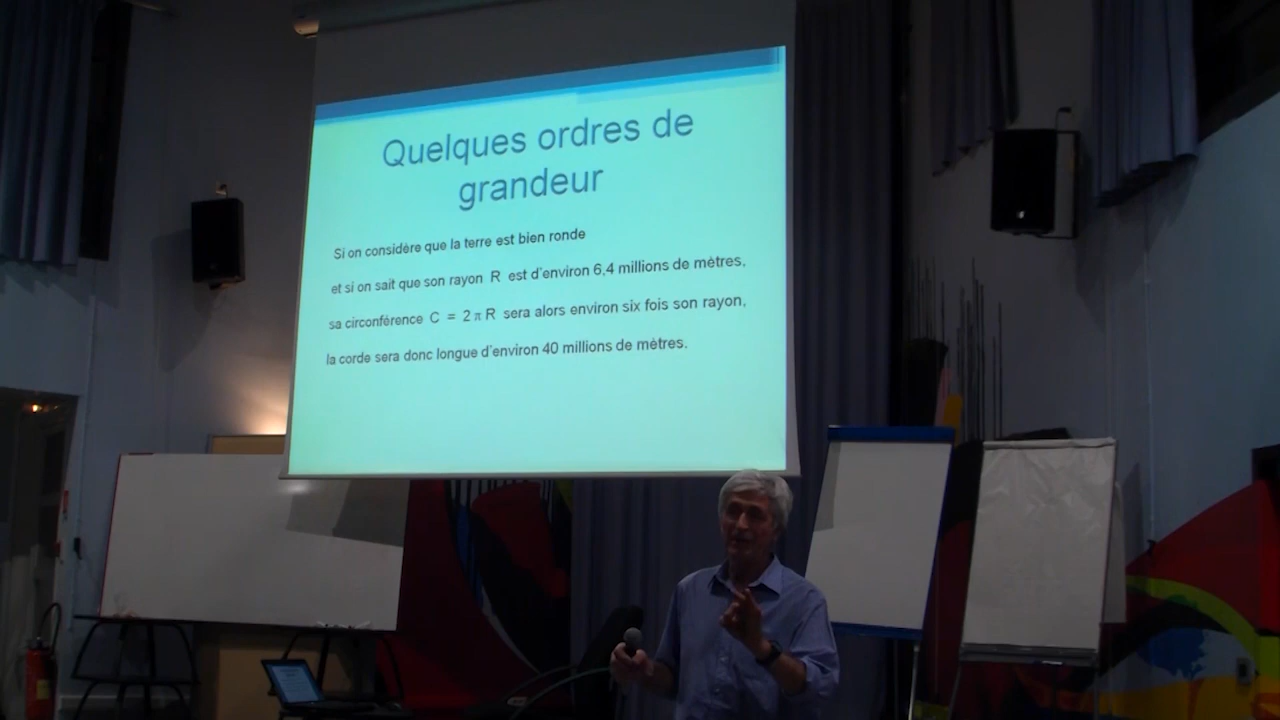 Quelques ordres de
grandeur
Si on considère que la terre est bien ronde
et si on sait que son rayon R est d'environ 6,4 millions de mètres,
sa circonférence C = 2 π R sera alors environ six fois son rayon,
la corde sera donc longue d'environ 40 millions de mètres.